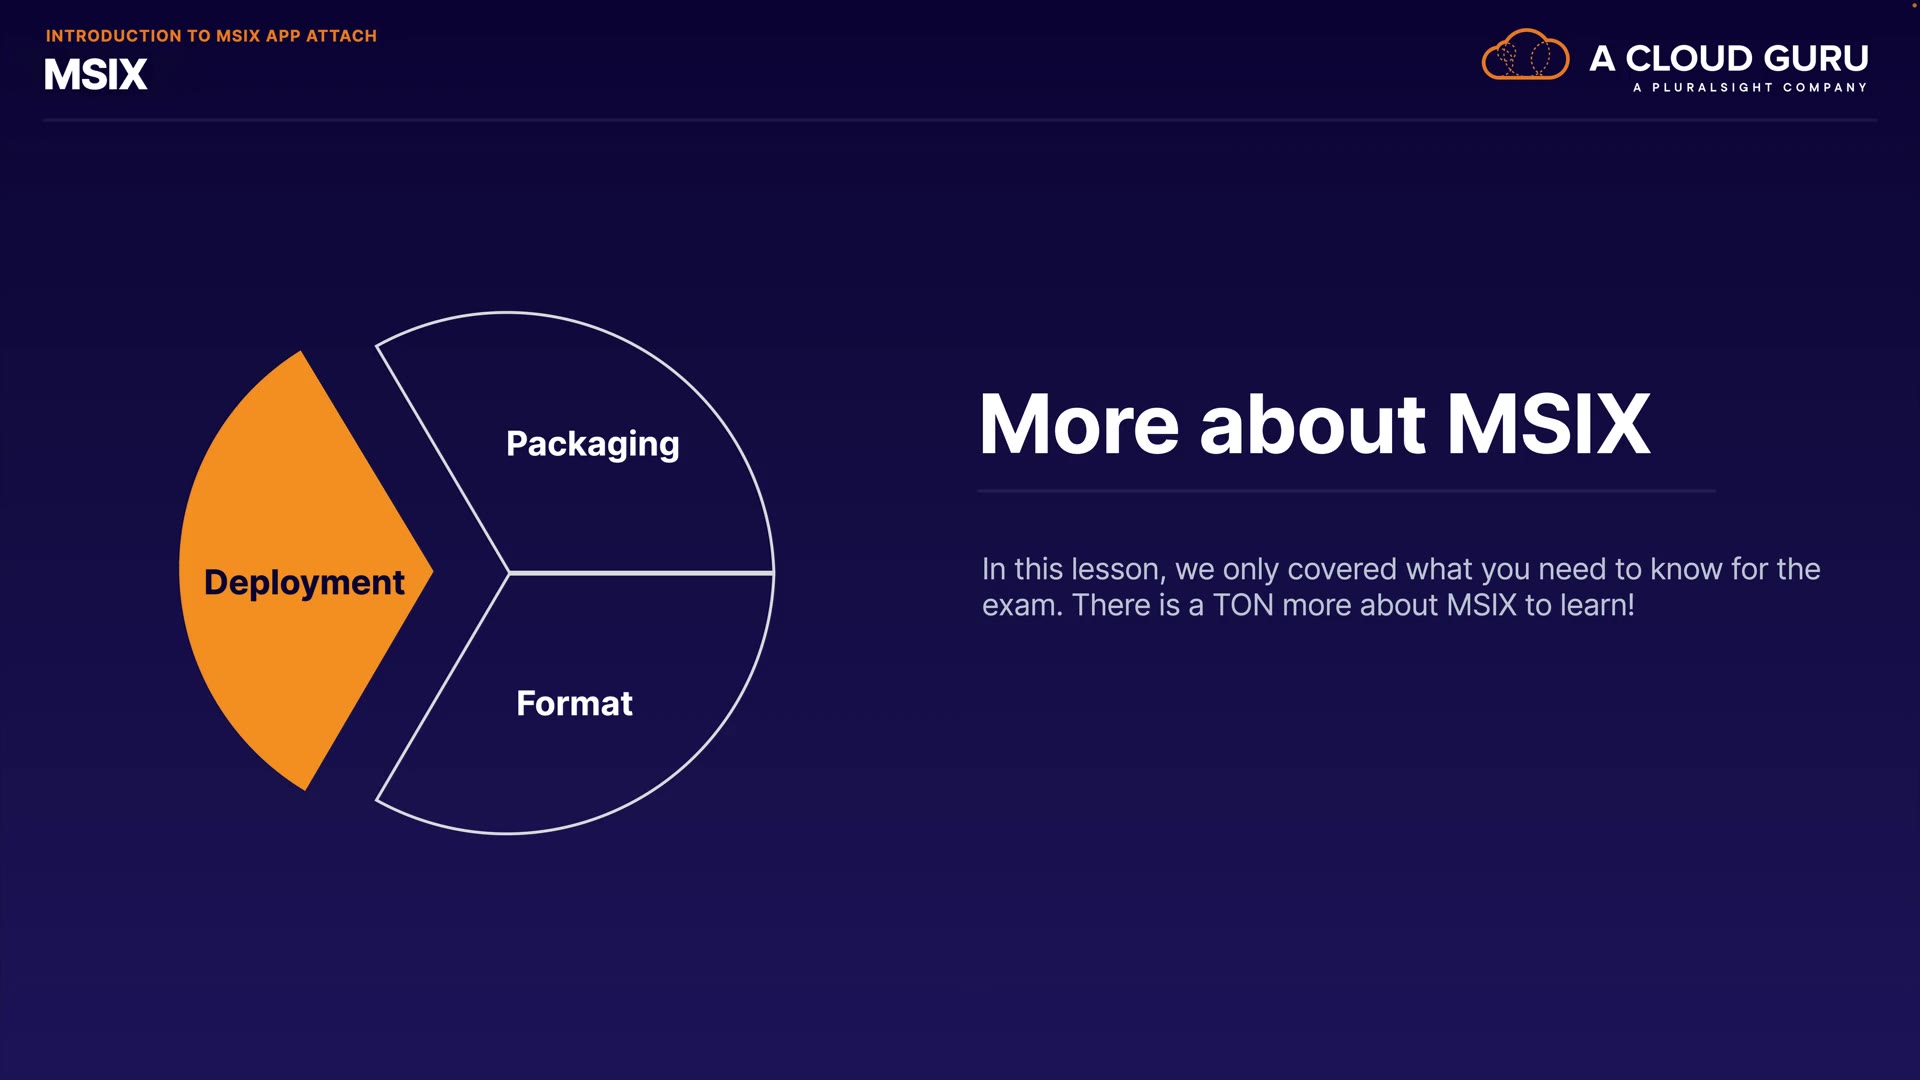 INTRODUCTION TO MSIX APP ATTACH
MSIX
A CLOUD GURU
A PLURALSIGHT COMPANY
Packaging
Deployment
Format
More about MSIX
In this lesson, we only covered what you need to know for the
exam. There is a TON more about MSIX to learn!